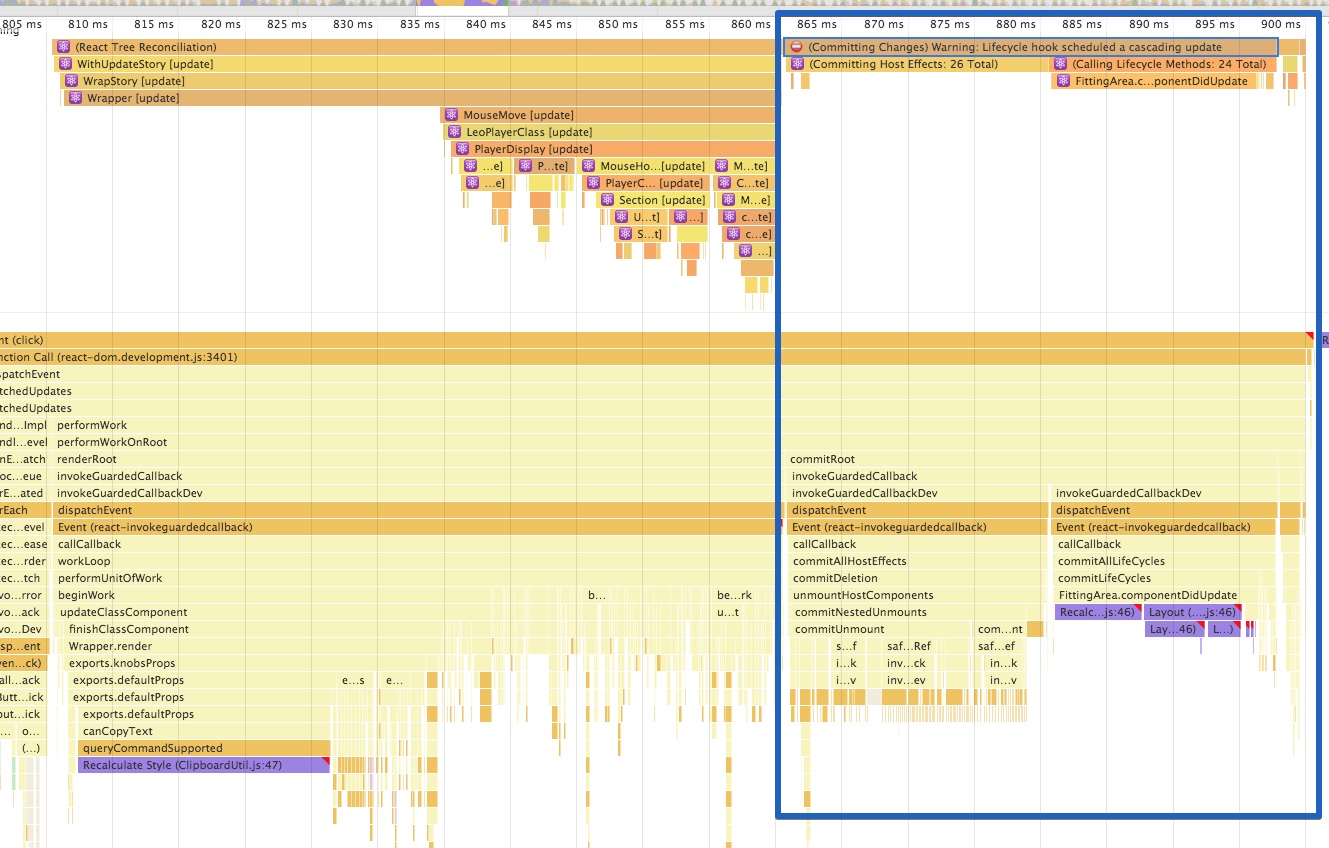 805 ms 810 ms 815 ms 820 ms 825 ms 830 ms 835 ms 840 ms 845 ms 850 ms 855 ms 860 ms 865 ms 870 ms 875 ms 880 ms 885 ms 890 ms 895 ms 900 ms
(React Tree Reconciliation) (Committing Changes) Warning: Lifecycle hook scheduled a cascading update
WithUpdateStory [update] (Committing Host Effects: 26 Total) (Calling Lifecycle Methods: 24 Total)
WrapStory [update] FittingArea.c...ponentDidUpdate
Wrapper [update]
MouseMove [update]
LeoPlayerClass [update]
PlayerDisplay [update]
...e] P...te] MouseHo...[update] M...te]
...e] PlayerC... [update] C...te]
Section [update] M...e]
U...t] ...] c...te]
S...t] c...e]
...]
nt (click) R
nction Call (react-dom.development.js:3401)
spatchEvent
tchedUpdates
tchedUpdates
nd...Impl performWork
ndl...evel performWorkOnRoot
nE...atch renderRoot commitRoot
oc...eue invokeGuardedCallback invokeGuardedCallback
rE...ated invokeGuardedCallbackDev invokeGuardedCallbackDev invokeGuardedCallbackDev
rEach dispatchEvent dispatchEvent dispatchEvent
ec...evel Event (react-invokeguardedcallback) Event (react-invokeguardedcallback) Event (react-invokeguardedcallback)
ec...ease callCallback callCallback callCallback
ec...rder workLoop commitAllHostEffects commitAllLifeCycles
ec...tch performUnitOfWork commitDeletion commitLifeCycles
vo...rror beginWork b... be...rk unmountHostComponents FittingArea.componentDidUpdate
vo...ack updateClassComponent u...t commitNestedUnmounts Recalc...js:46) Layout (....js:46)
vo...Dev finishClassComponent commitUnmount com...nt Lay...46) L...)
sp...ent Wrapper.render s...f saf...Ref saf...ef
ven...ck) exports.knobsProps i...k inv...ck in...k
all...ack exports.defaultProps e...s e... i...v inv...ev in...v
Butt...ick exports.defaultProps
out...ick exports.defaultProps
... o... canCopyText
(...) queryCommandSupported
Recalculate Style (ClipboardUtil.js:47)